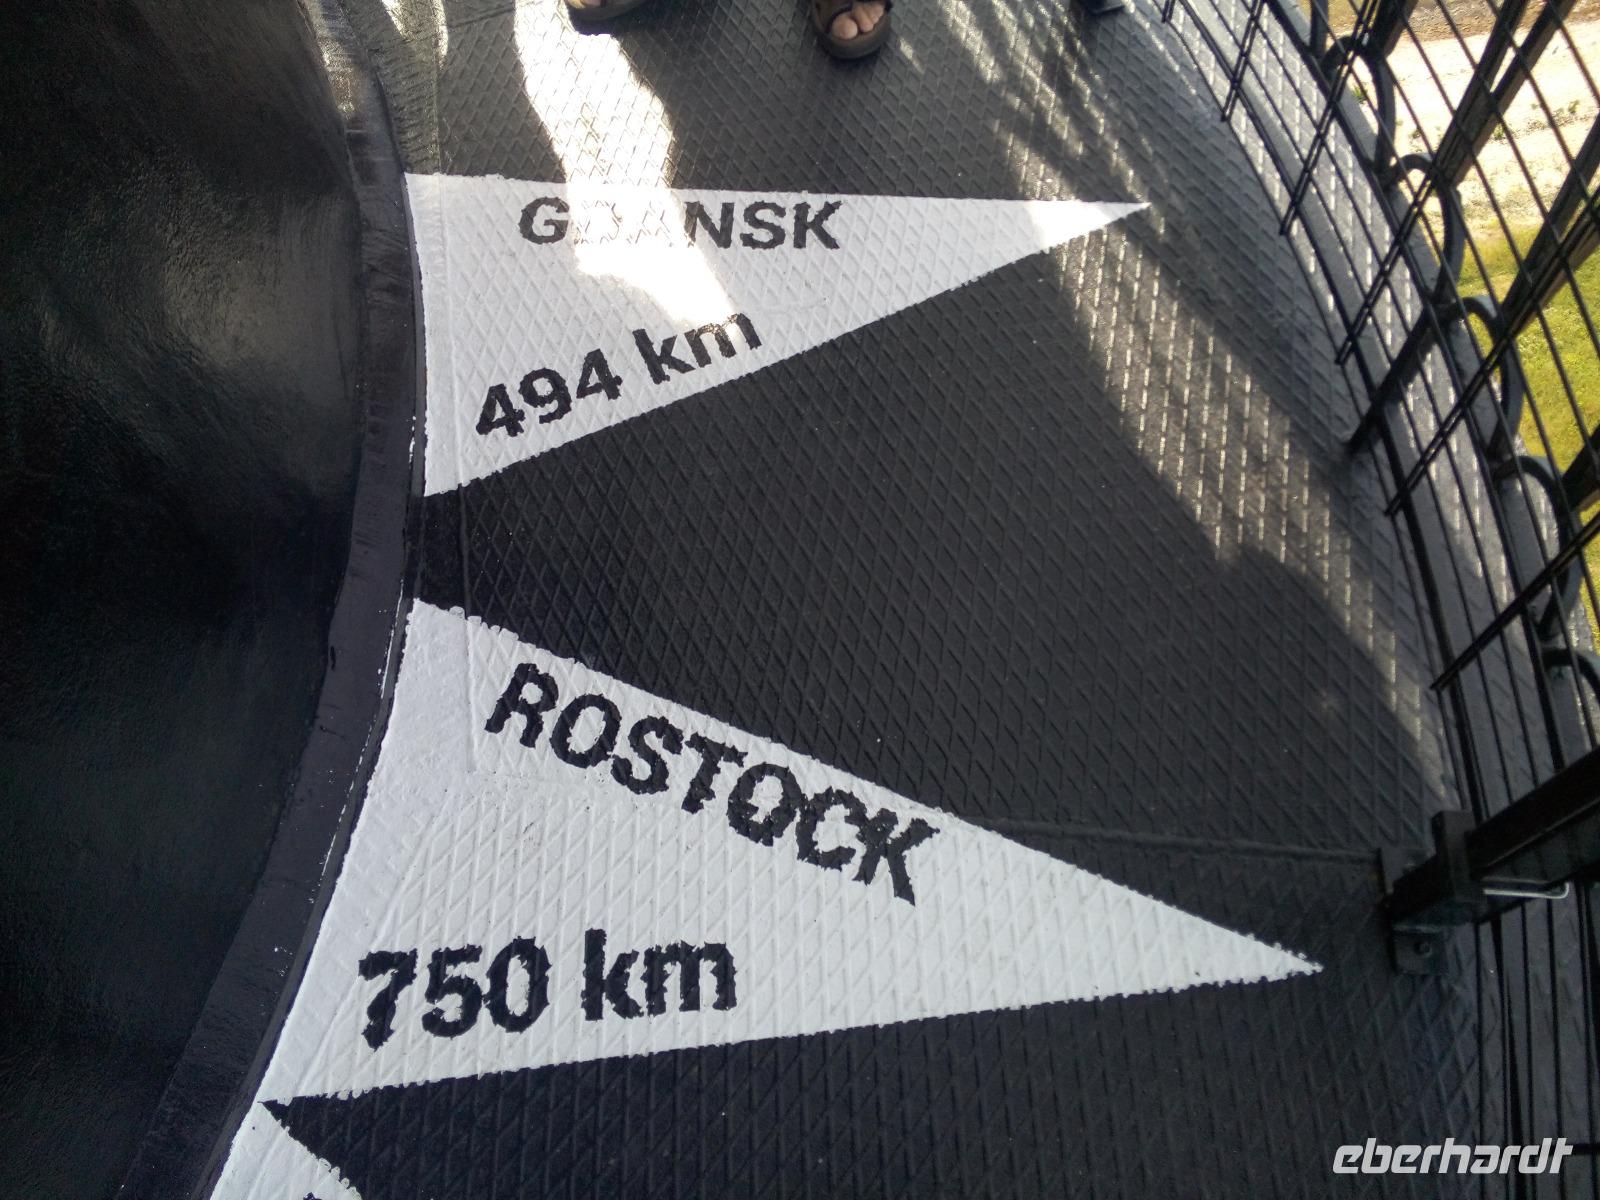 GDANSK
494 km
ROSTOCK
750 km
eberhardt